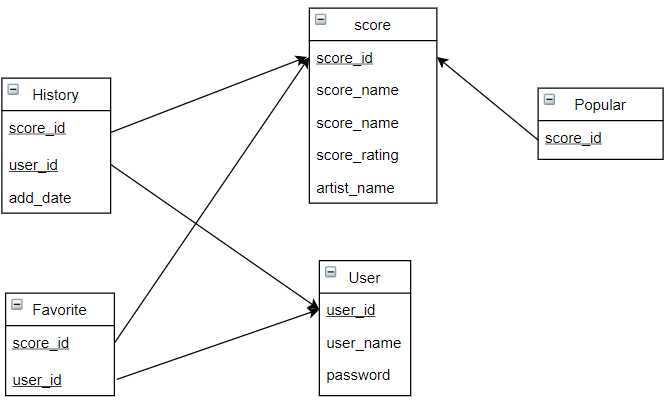 score
score_id
score_name
score_name
score_rating
artist_name
History
score_id
user_id
add_date
Popular
score_id
User
user_id
user_name
password
Favorite
score_id
user_id